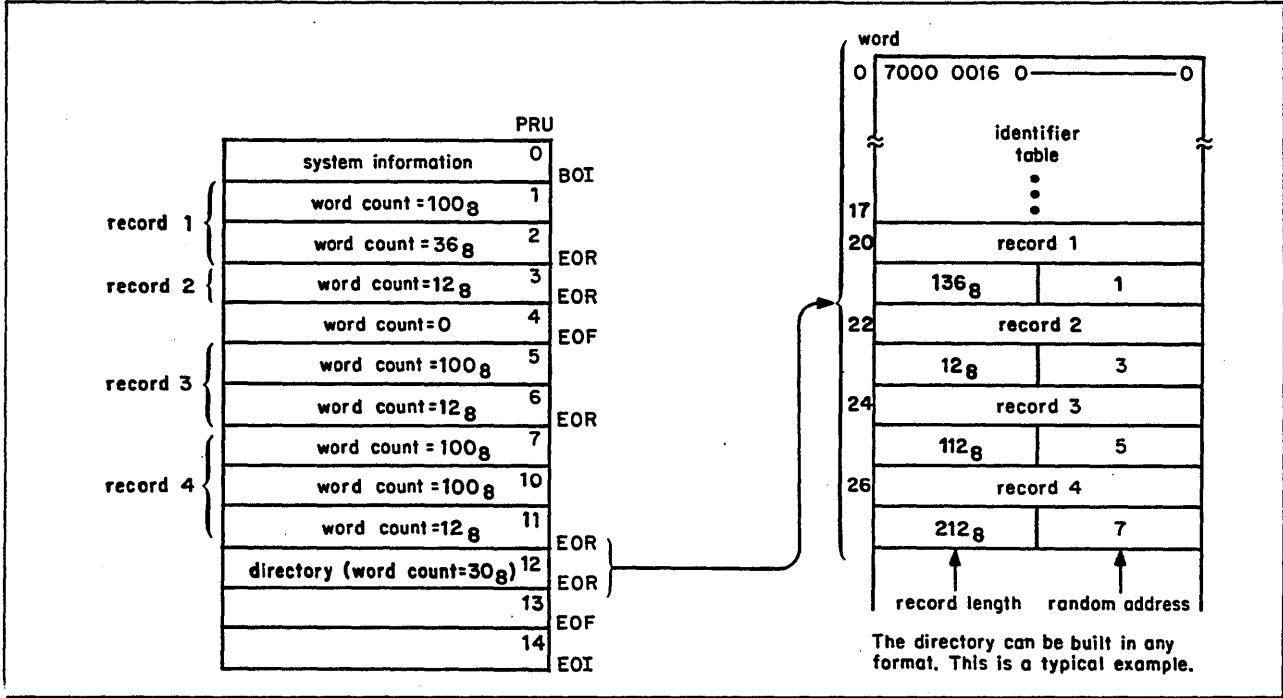 PRU
system information 0
BOI
record 1
word count=100₈ 1
word count=36₈ 2
EOR
record 2
word count=12₈ 3
EOR
word count=0 4
EOF
record 3
word count=100₈ 5
word count=12₈ 6
EOR
record 4
word count=100₈ 7
word count=100₈ 10
word count=12₈ 11
EOR
directory (word count=30₈) 12
EOR
13
EOF
14
EOI
word
0 7000 0016 0 0
identifier
table
17
20 record 1
136₈ 1
22 record 2
12₈ 3
24 record 3
112₈ 5
26 record 4
212₈ 7
record length random address
The directory can be built in any
format. This is a typical example.